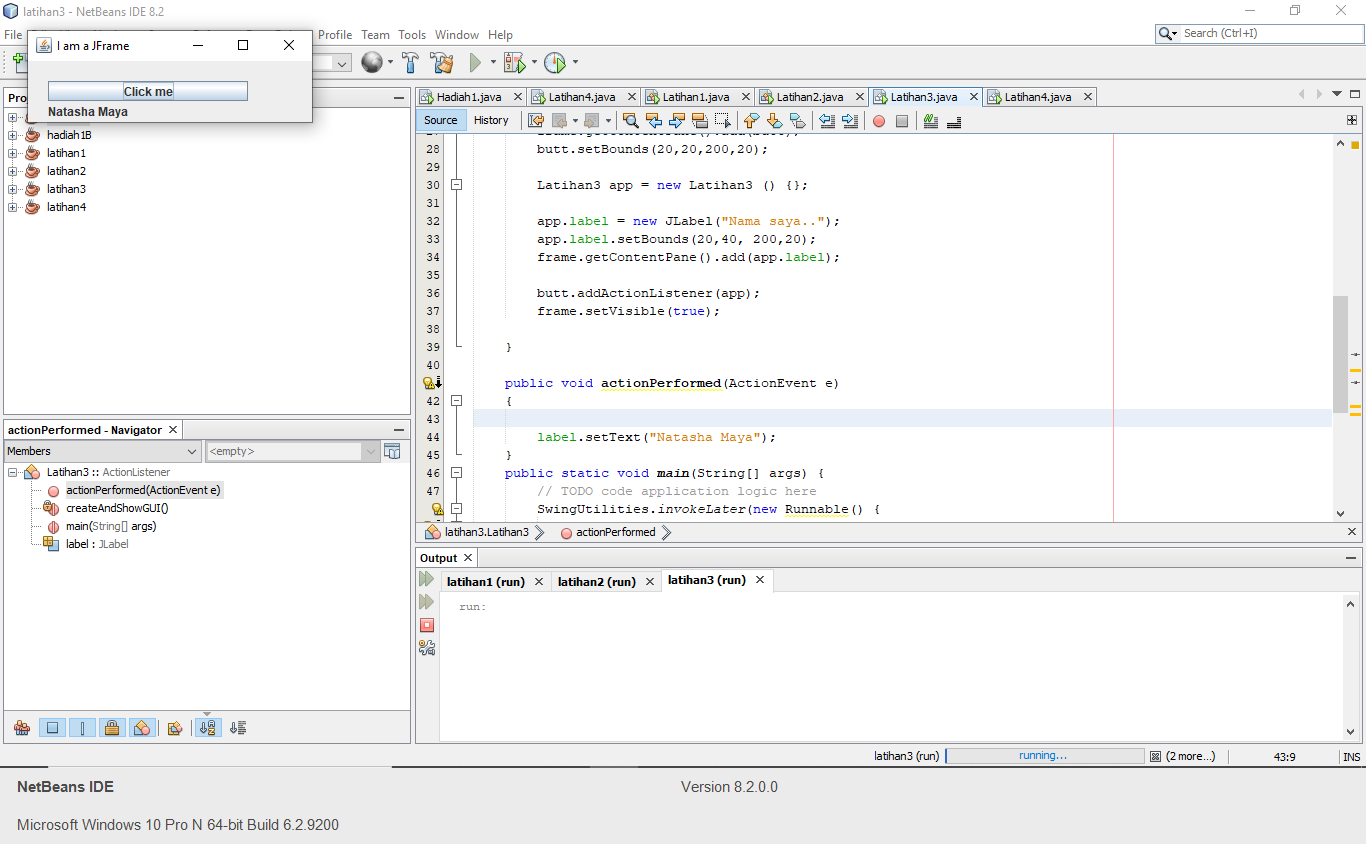 latihan3 - NetBeans IDE 8.2
File Profile Team Tools Window Help
Search (Ctrl+I)
I am a JFrame
Click me
Natasha Maya
hadiah1B
latihan1
latihan2
latihan3
latihan4
actionPerformed - Navigator
Members <empty>
Latihan3 :: ActionListener
actionPerformed(ActionEvent e)
createAndShowGUI()
main(String[] args)
label : JLabel
Hadiah1.java Latihan4.java Latihan1.java Latihan2.java Latihan3.java Latihan4.java
Source History
28 butt.setBounds(20,20,200,20);
29
30 Latihan3 app = new Latihan3 () {};
31
32 app.label = new JLabel("Nama saya..");
33 app.label.setBounds(20,40, 200,20);
34 frame.getContentPane().add(app.label);
35
36 butt.addActionListener(app);
37 frame.setVisible(true);
38
39 }
40
public void actionPerformed(ActionEvent e)
42 {
43
44 label.setText("Natasha Maya");
45 }
46 public static void main(String[] args) {
47 // TODO code application logic here
SwingUtilities.invokeLater(new Runnable() {
latihan3.Latihan3 actionPerformed
Output
latihan1 (run) latihan2 (run) latihan3 (run)
run:
latihan3 (run) running... (2 more...) 43:9 INS
NetBeans IDE Version 8.2.0.0
Microsoft Windows 10 Pro N 64-bit Build 6.2.9200